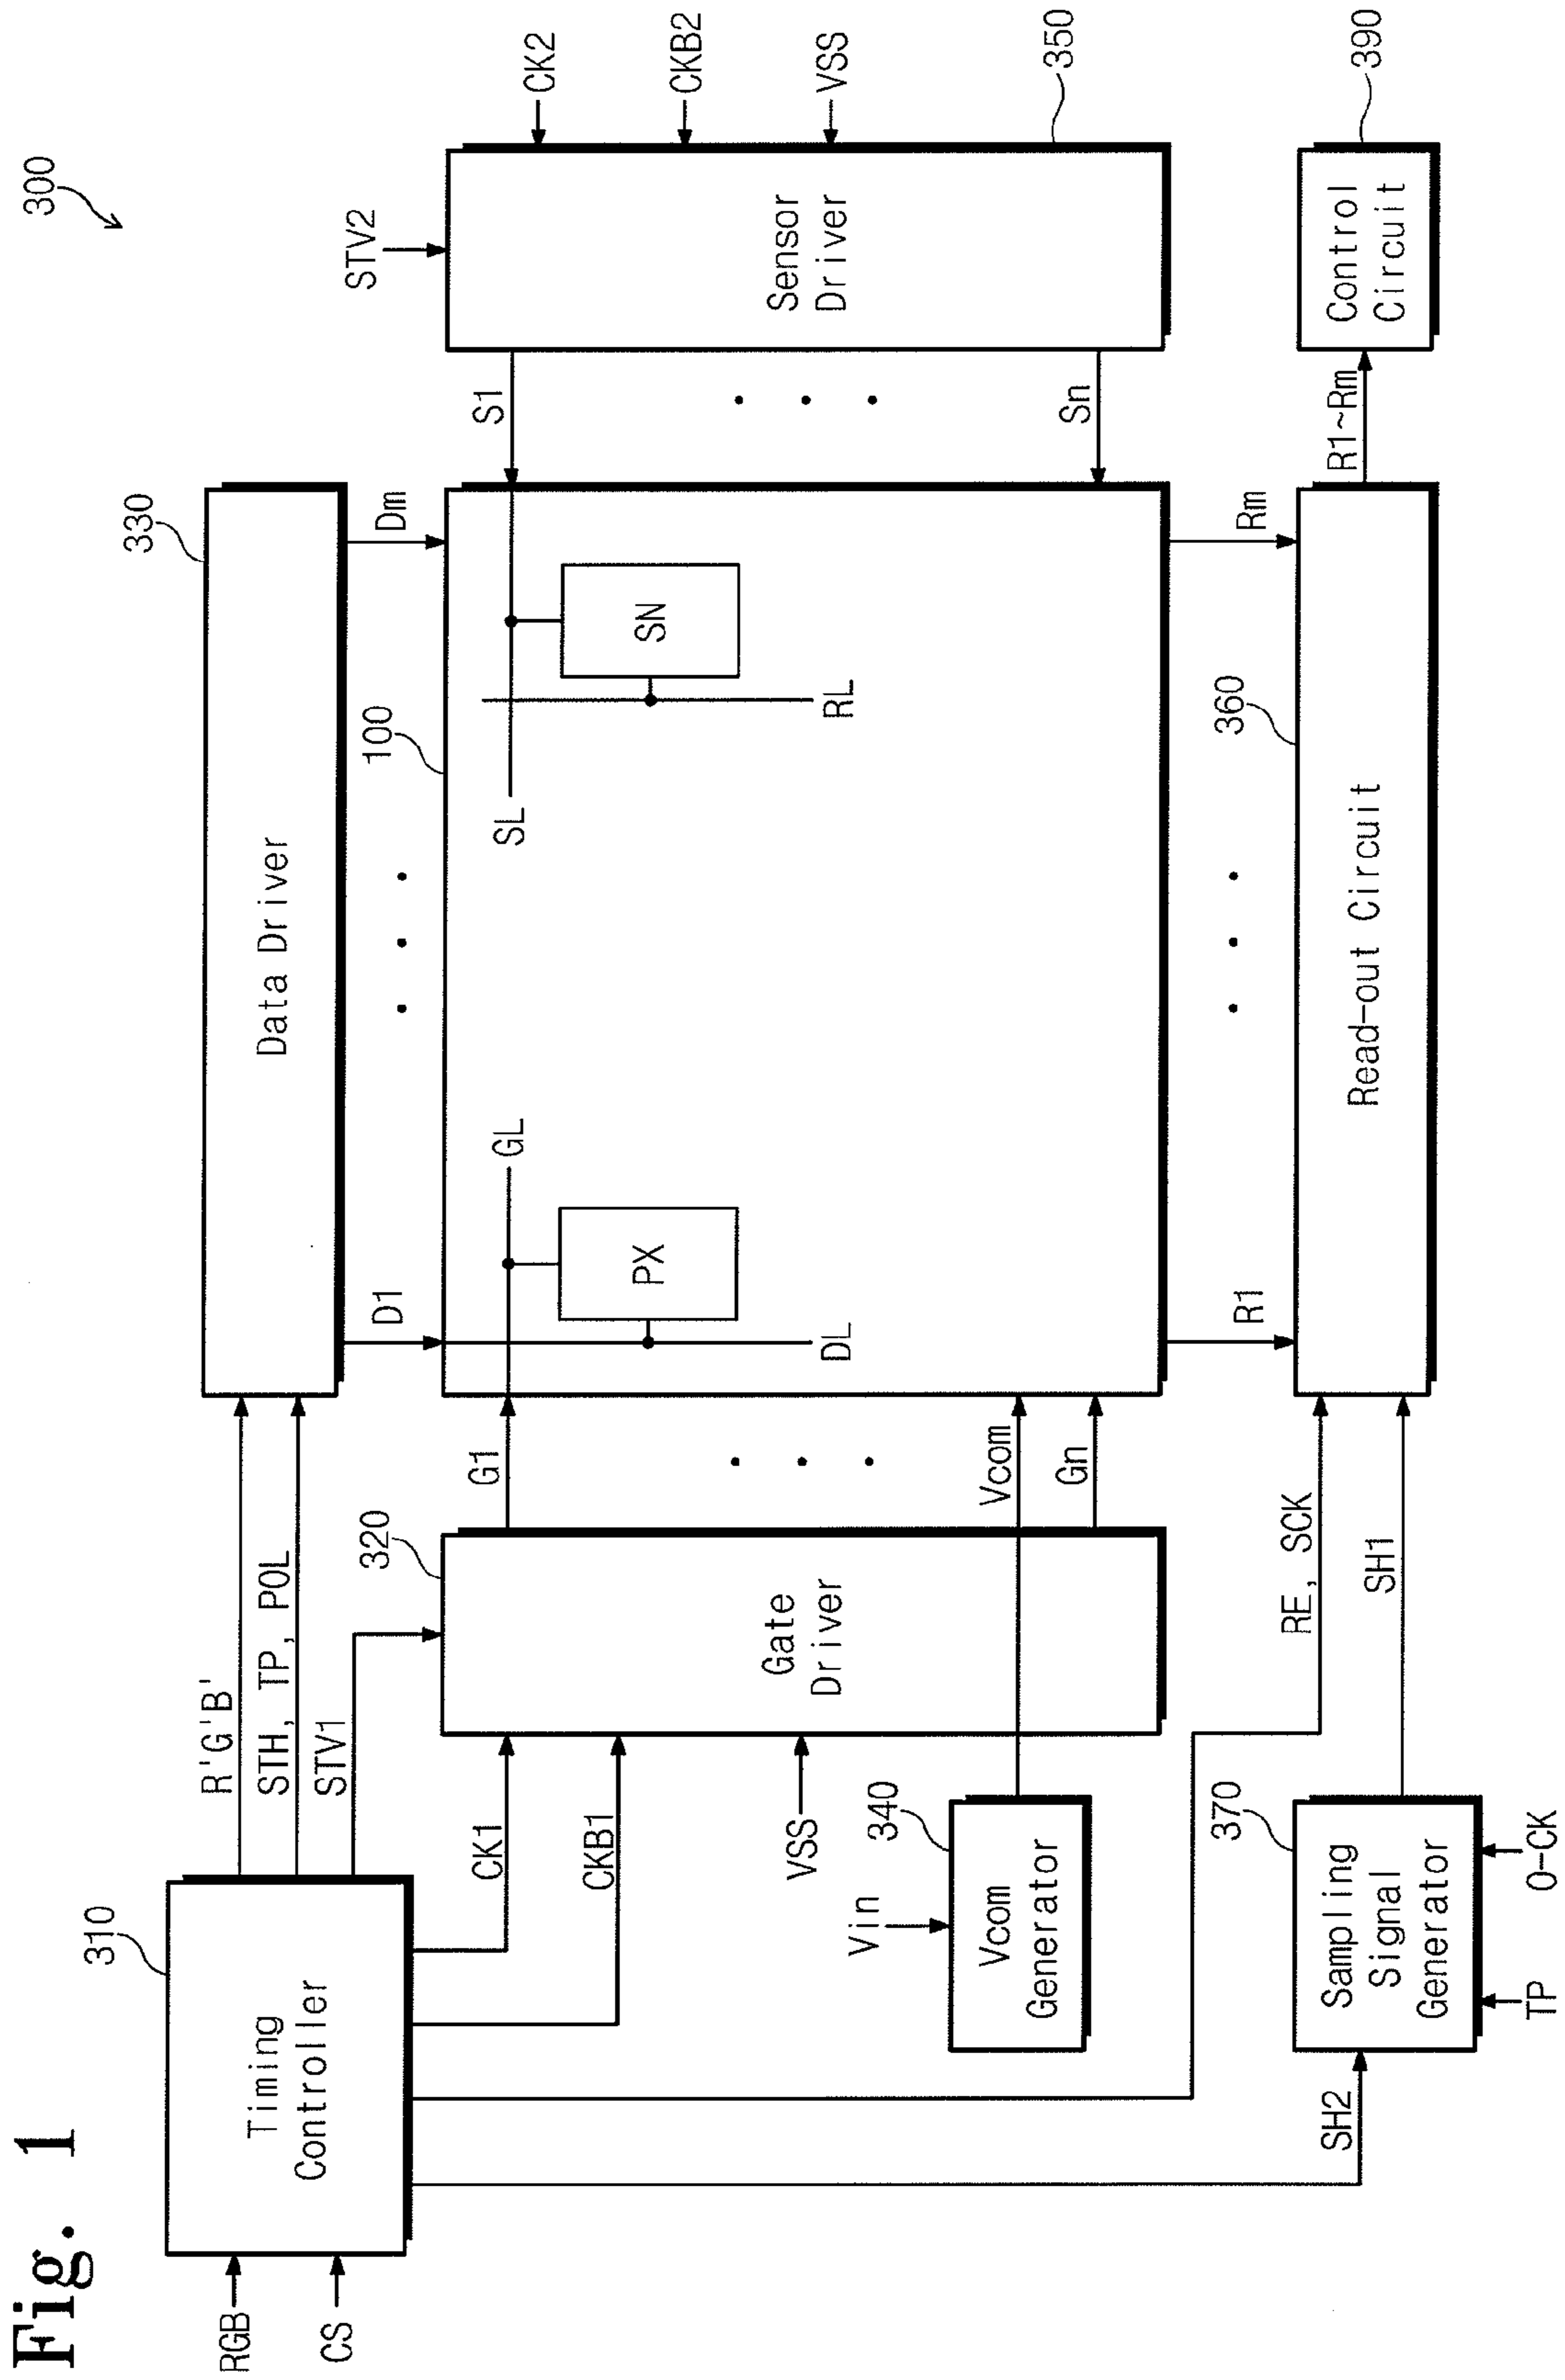 Fig. 1
300
RGB
CS
310
Timing
Controller
R'G'B'
STH, TP, POL
STV1
CK1
CKB1
330
Data Driver
320
Gate
Driver
VSS
G1
Vcom
Gn
D1
Dm
100
GL
PX
DL
SL
SN
RL
S1
Sn
STV2
Sensor
Driver
CK2
CKB2
VSS
350
Vin
340
Vcom
Generator
370
Sampling
Signal
Generator
SH2
TP
O-CK
RE, SCK
SH1
R1
Rm
360
Read-out Circuit
R1~Rm
Control
Circuit
390